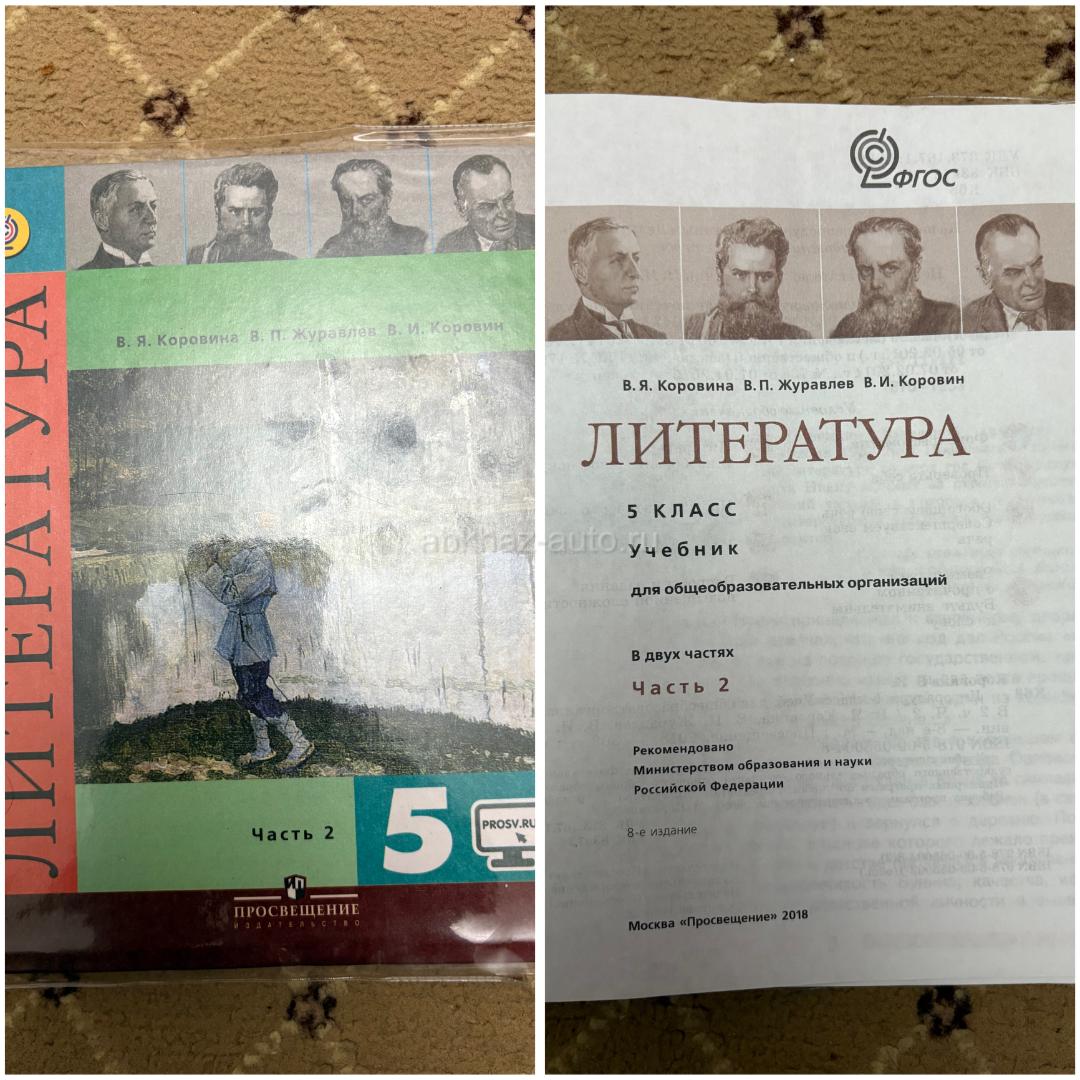 ЛИТЕРАТУРА
В. Я. Коровина В. П. Журавлев В. И. Коровин
Часть 2
5
PROSV.RU
ПРОСВЕЩЕНИЕ
ИЗДАТЕЛЬСТВО
abkhaz-auto.ru
ФГОС
В. Я. Коровина В. П. Журавлев В. И. Коровин
ЛИТЕРАТУРА
5 КЛАСС
Учебник
для общеобразовательных организаций
В двух частях
Часть 2
Рекомендовано
Министерством образования и науки
Российской Федерации
8-е издание
Москва «Просвещение» 2018